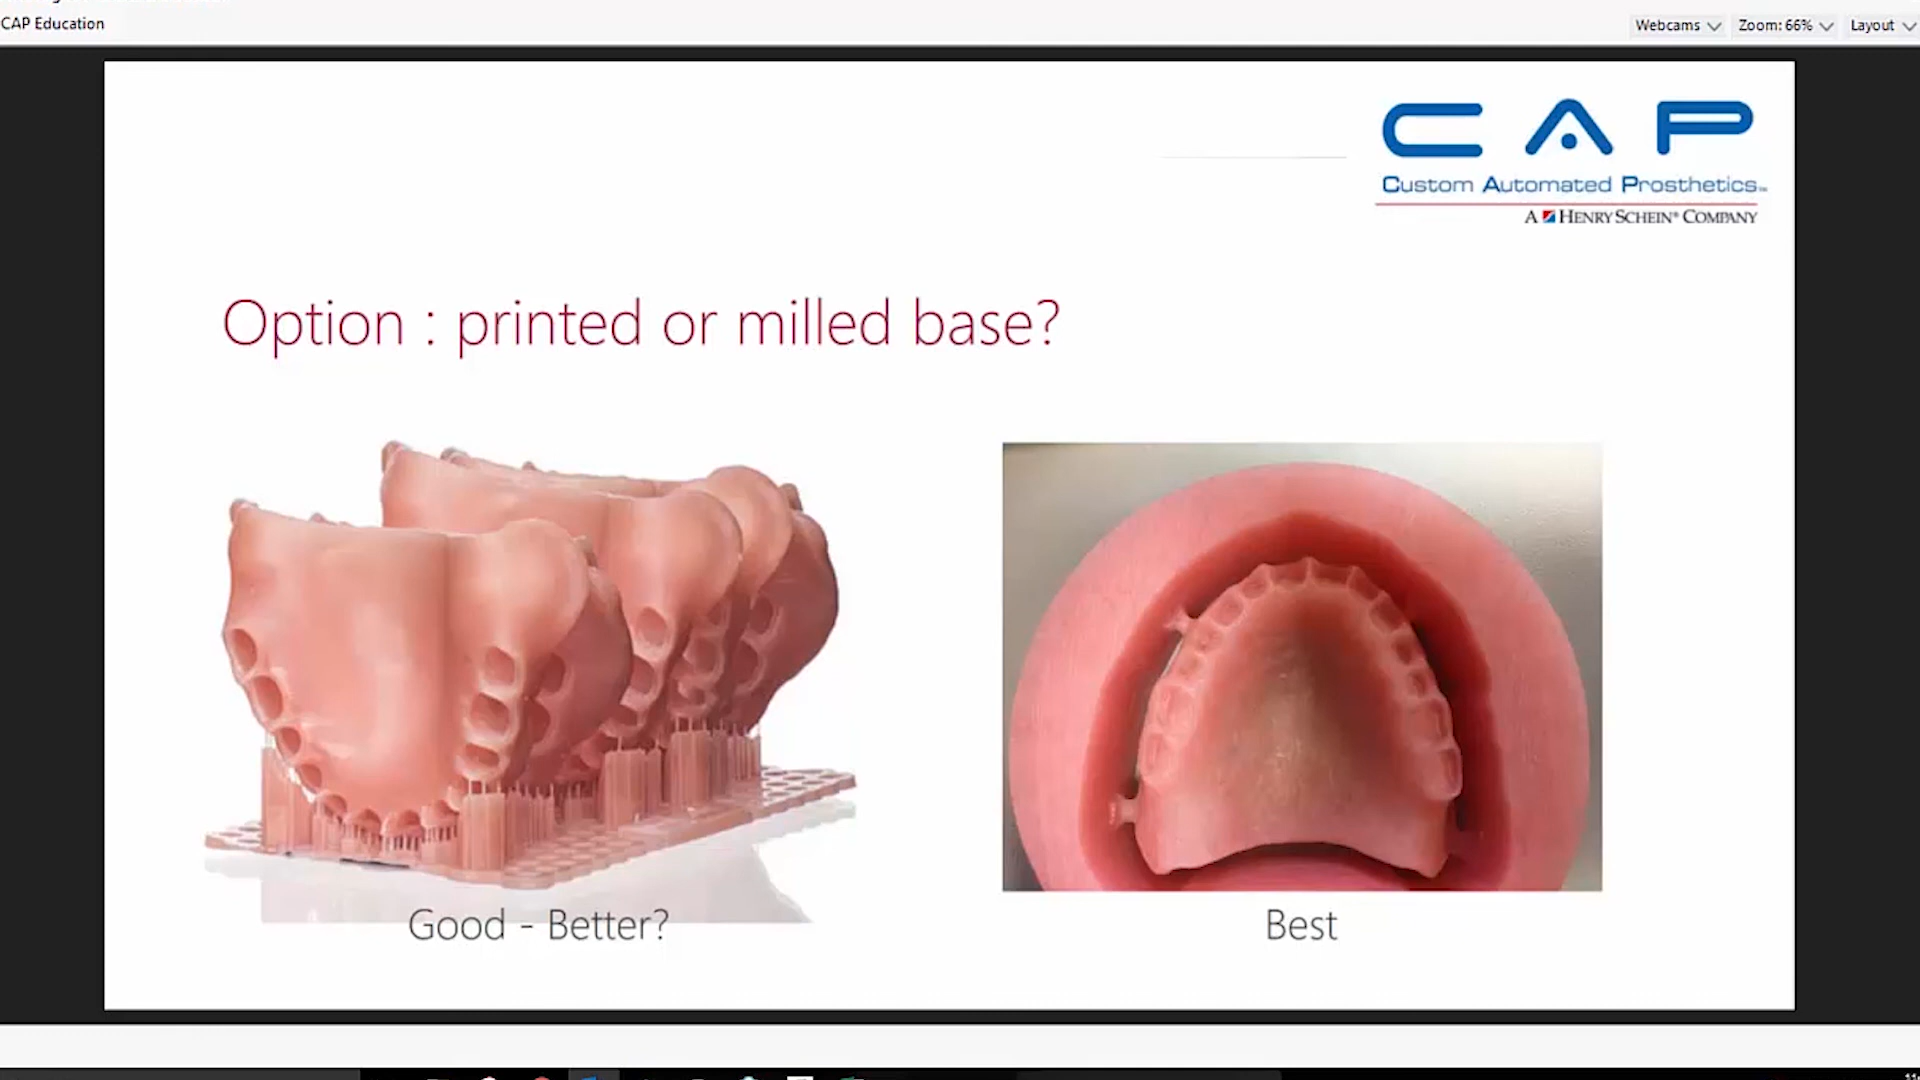 CAP Education
Webcams
Zoom: 66%
Layout
CAP
Custom Automated Prosthetics
A HENRY SCHEIN® COMPANY
Option : printed or milled base?
Good - Better?
Best